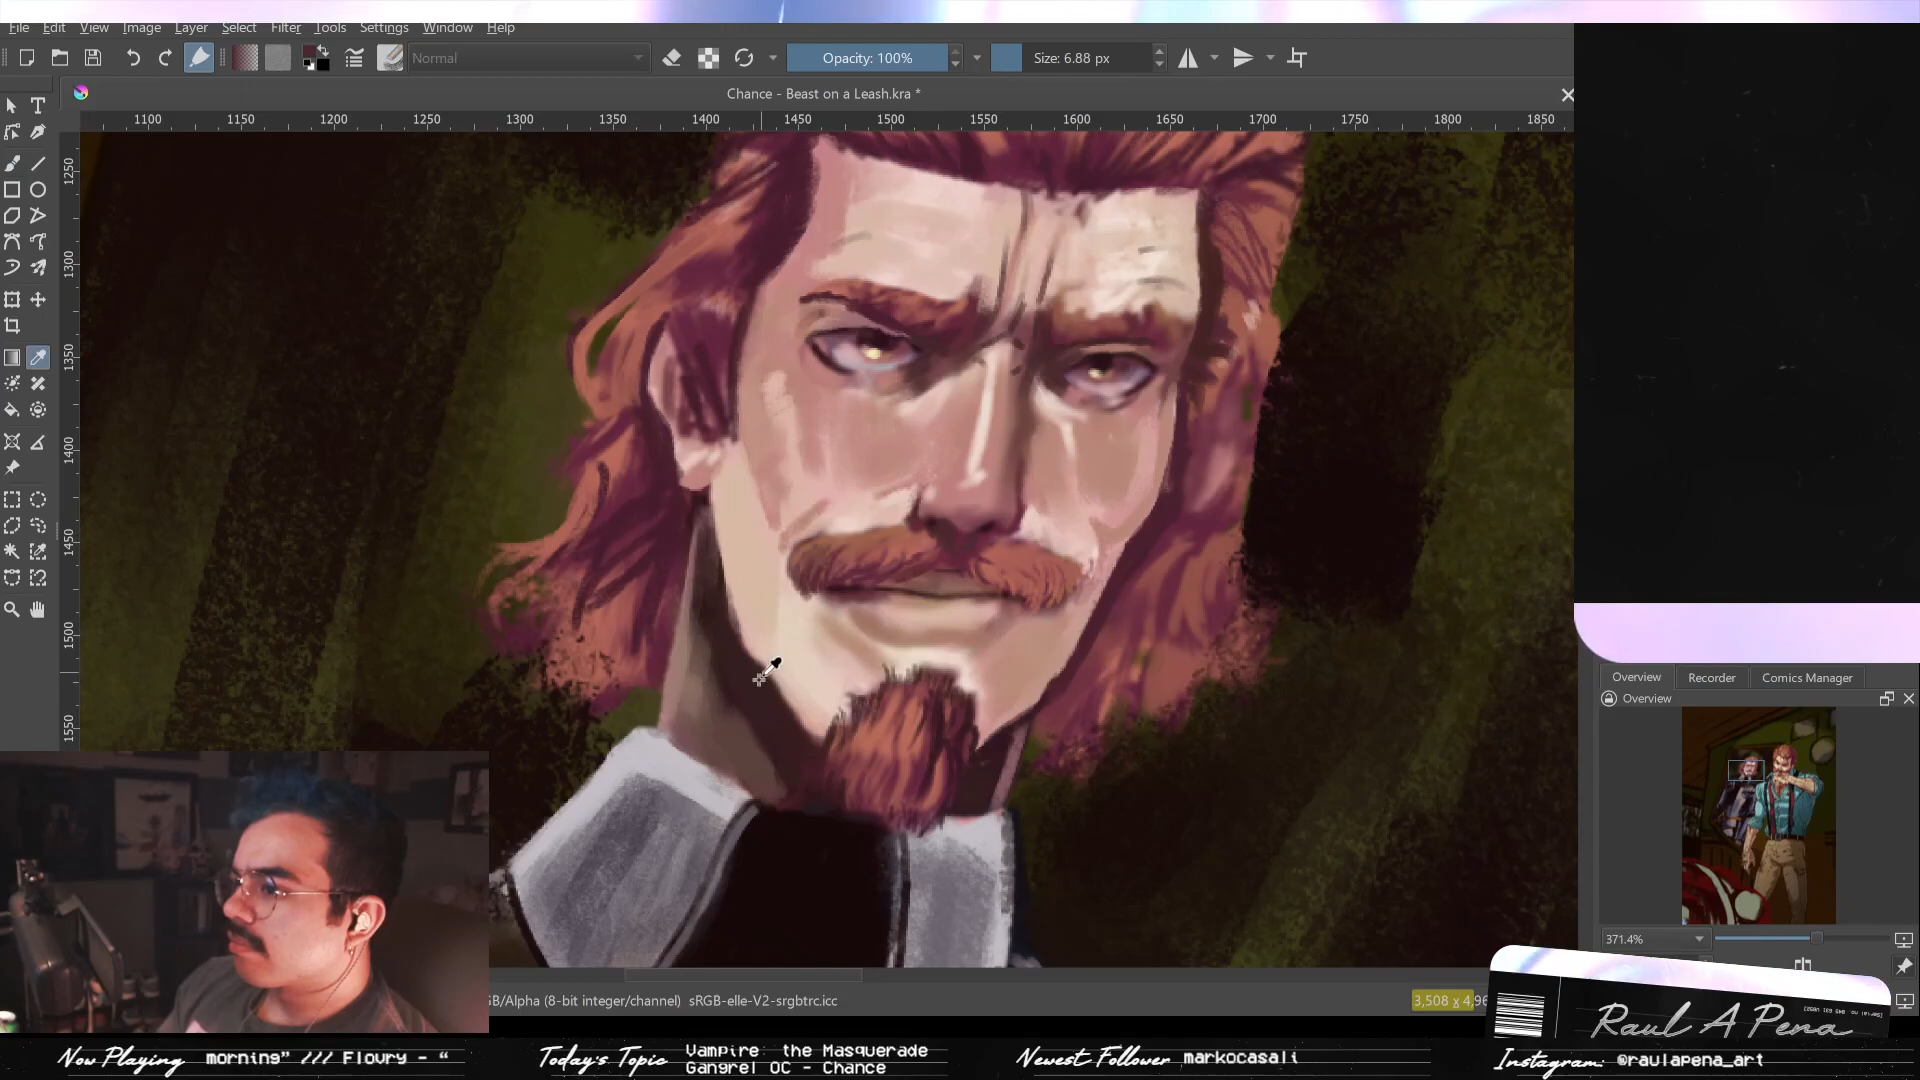 File Edit View Image Layer Select Filter Tools Settings Window Help
Normal
Opacity: 100%
Size: 6.88 px
Chance - Beast on a Leash.kra *
1100 1150 1200 1250 1300 1350 1400 1450 1500 1550 1600 1650 1700 1750 1800 1850
1250
1300
1350
1400
1450
1500
1550
Overview Recorder Comics Manager
Overview
371.4%
GB/Alpha (8-bit integer/channel) sRGB-elle-V2-srgbtrc.icc
3,508 x 4,96
Raul A Pena
Now Playing morning" /// Floury - "
Today's Topic Vampire: the Masquerade
Gangrel OC - Chance
Newest Follower markocasali
Instagram: @raulapena_art